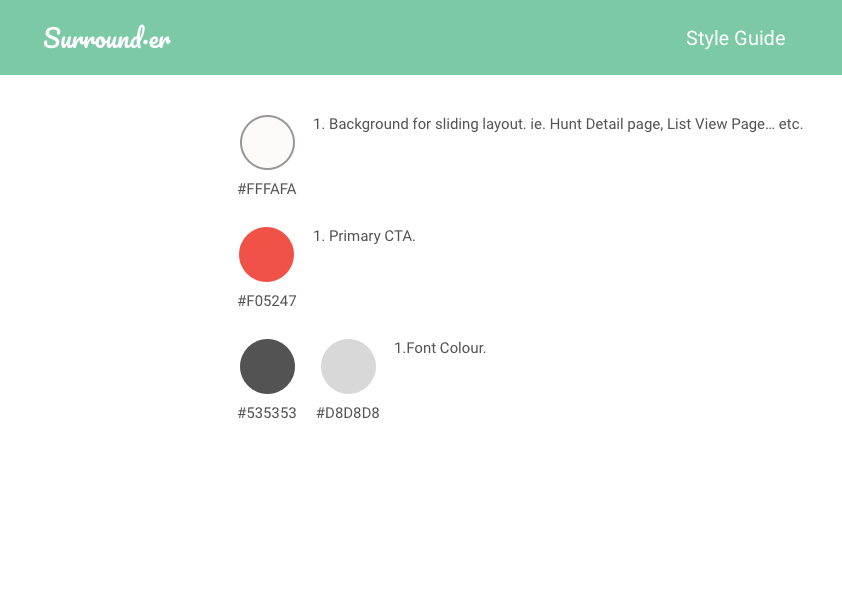 Surround·er
Style Guide
1. Background for sliding layout. ie. Hunt Detail page, List View Page... etc.
#FFFAFA
1. Primary CTA.
#F05247
1.Font Colour.
#535353 #D8D8D8